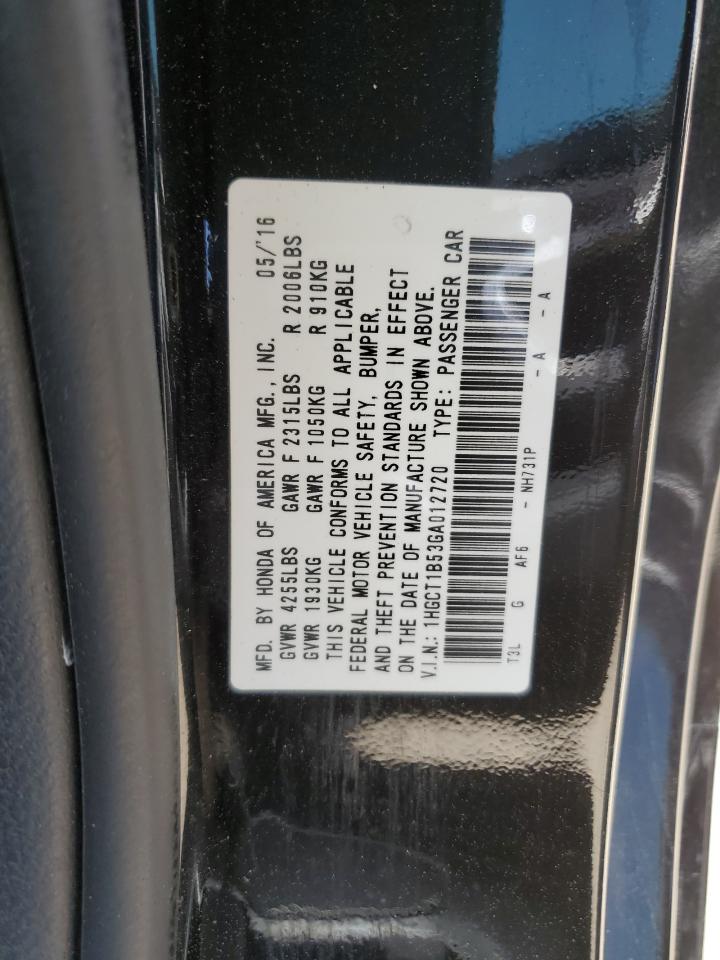 MFD. BY HONDA OF AMERICA MFG., INC. 05/'16
GVWR 4255LBS GAWR F 2315LBS R 2006LBS
GVWR 1930KG GAWR F 1050KG R 910KG
THIS VEHICLE CONFORMS TO ALL APPLICABLE
FEDERAL MOTOR VEHICLE SAFETY, BUMPER,
AND THEFT PREVENTION STANDARDS IN EFFECT
ON THE DATE OF MANUFACTURE SHOWN ABOVE.
V.I.N.: 1HGCT1B53GA012720 TYPE: PASSENGER CAR
T3L G AF6 - NH731P - A - A